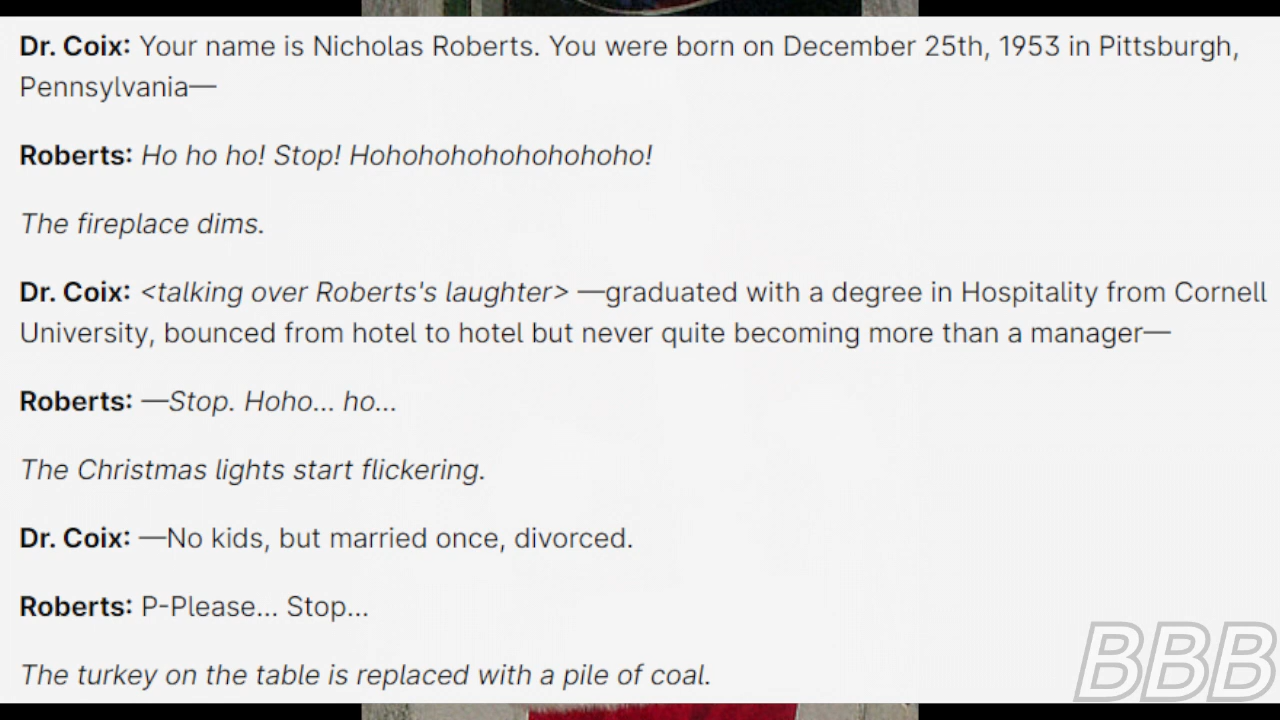 Dr. Coix: Your name is Nicholas Roberts. You were born on December 25th, 1953 in Pittsburgh,
Pennsylvania—
Roberts: Ho ho ho! Stop! Hohohohohohohohoho!
The fireplace dims.
Dr. Coix: <talking over Roberts's laughter> —graduated with a degree in Hospitality from Cornell
University, bounced from hotel to hotel but never quite becoming more than a manager—
Roberts: —Stop. Hoho... ho...
The Christmas lights start flickering.
Dr. Coix: —No kids, but married once, divorced.
Roberts: P-Please... Stop...
The turkey on the table is replaced with a pile of coal.
BBB